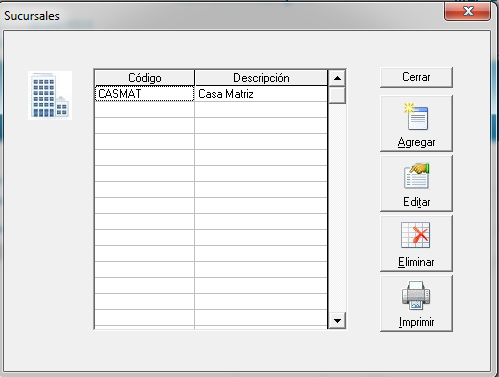 Sucursales
Código Descripción
CASMAT Casa Matriz
Cerrar
Agregar
Editar
Eliminar
Imprimir